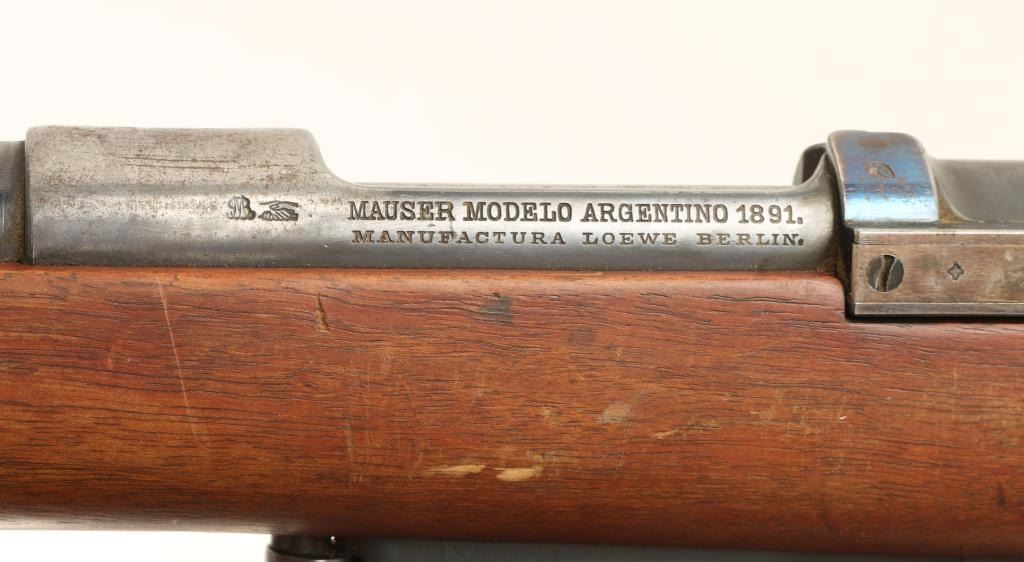 B MAUSER MODELO ARGENTINO 1891.
MANUFACTURA LOEWE BERLIN.